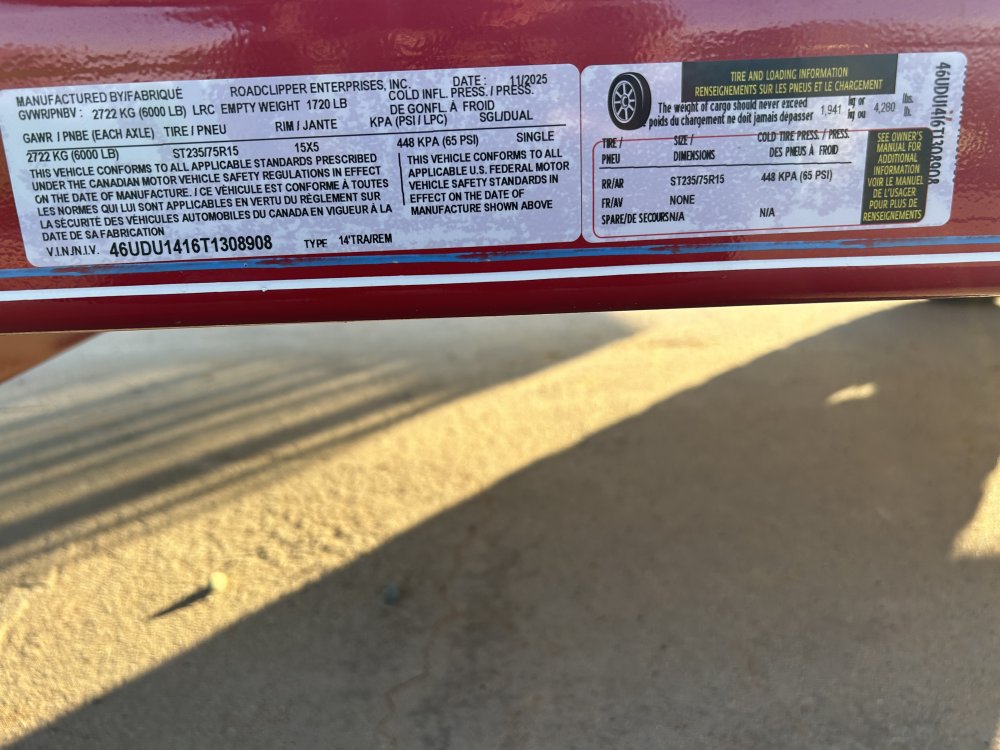 MANUFACTURED BY/FABRIQUÉ ROADCLIPPER ENTERPRISES, INC. DATE : 11/2025
GVWR/PNBV : 2722 KG (6000 LB) LRC EMPTY WEIGHT 1720 LB COLD INFL. PRESS. / PRESS.
DE GONFL. À FROID
GAWR / PNBE (EACH AXLE) TIRE / PNEU RIM / JANTE KPA (PSI / LPC) SGL/DUAL
2722 KG (6000 LB) ST235/75R15 15X5 448 KPA (65 PSI) SINGLE
THIS VEHICLE CONFORMS TO ALL APPLICABLE STANDARDS PRESCRIBED
UNDER THE CANADIAN MOTOR VEHICLE SAFETY REGULATIONS IN EFFECT
ON THE DATE OF MANUFACTURE. / CE VÉHICULE EST CONFORME À TOUTES
LES NORMES QUI LUI SONT APPLICABLES EN VERTU DU RÈGLEMENT SUR
LA SÉCURITÉ DES VÉHICULES AUTOMOBILES DU CANADA EN VIGUEUR À LA
DATE DE SA FABRICATION
THIS VEHICLE CONFORMS TO ALL
APPLICABLE U.S. FEDERAL MOTOR
VEHICLE SAFETY STANDARDS IN
EFFECT ON THE DATE OF
MANUFACTURE SHOWN ABOVE
V.I.N./N.I.V. 46UDU1416T1308908 TYPE 14'TRA/REM
TIRE AND LOADING INFORMATION
RENSEIGNEMENTS SUR LES PNEUS ET LE CHARGEMENT
The weight of cargo should never exceed 1,941 kg or 4,280 lbs.
poids du chargement ne doit jamais dépasser kg ou lb.
TIRE / SIZE / COLD TIRE PRESS. / PRESS.
PNEU DIMENSIONS DES PNEUS À FROID
RR/AR ST235/75R15 448 KPA (65 PSI)
FR/AV NONE
SPARE/DE SECOURS N/A N/A
SEE OWNER'S
MANUAL FOR
ADDITIONAL
INFORMATION
VOIR LE MANUEL
DE L'USAGER
POUR PLUS DE
RENSEIGNEMENTS
46UDU1416T1308908